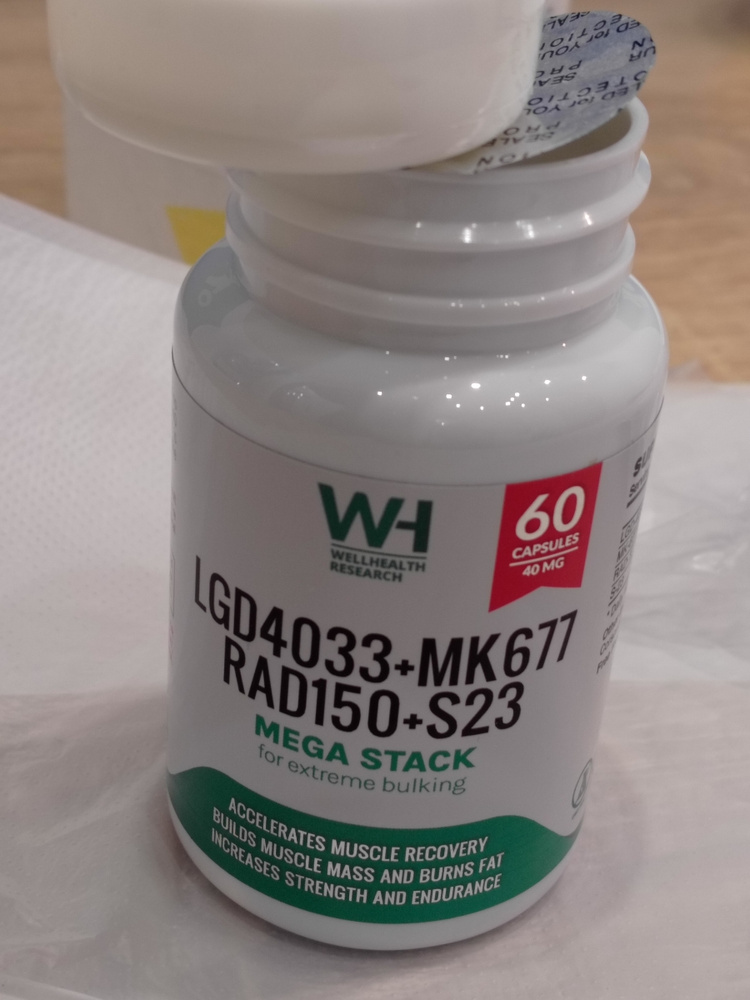 WH
WELLHEALTH
RESEARCH
60
CAPSULES
40 MG
LGD4033+MK677
RAD150+S23
MEGA STACK
for extreme bulking
ACCELERATES MUSCLE RECOVERY
BUILDS MUSCLE MASS AND BURNS FAT
INCREASES STRENGTH AND ENDURANCE